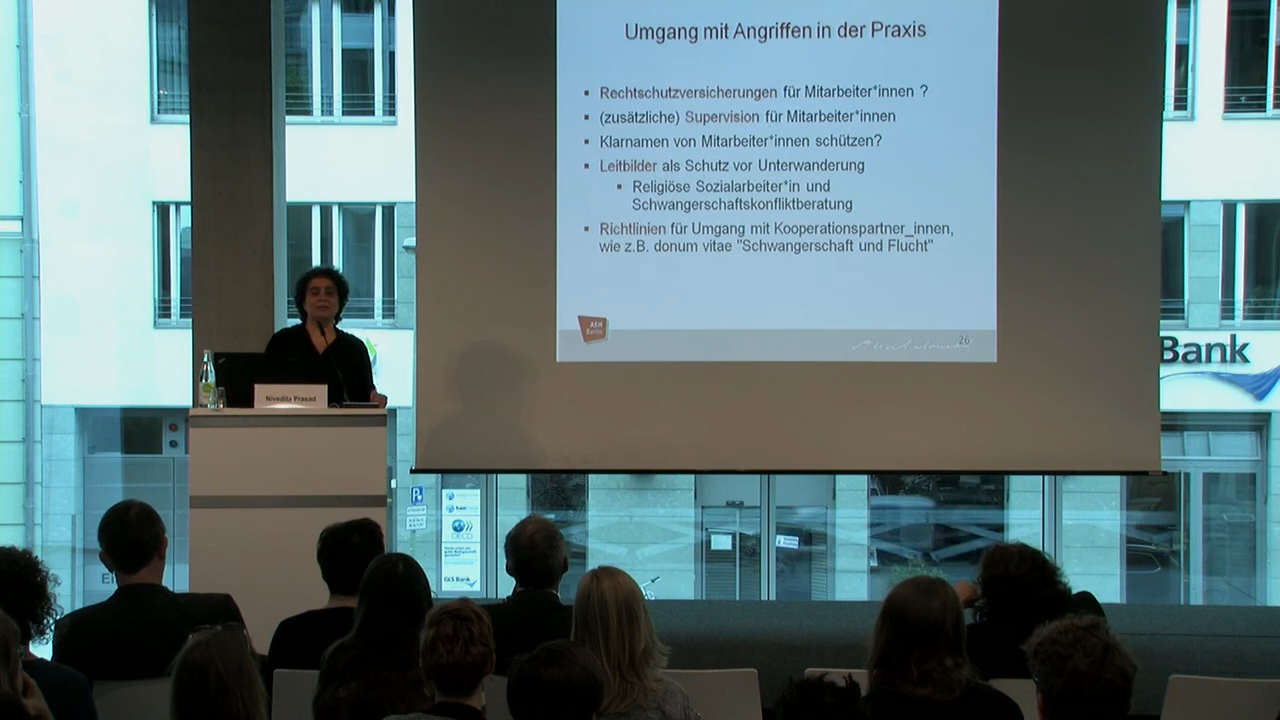 Umgang mit Angriffen in der Praxis
Rechtschutzversicherungen für Mitarbeiter*innen ?
(zusätzliche) Supervision für Mitarbeiter*innen
Klarnamen von Mitarbeiter*innen schützen?
Leitbilder als Schutz vor Unterwanderung
Religiöse Sozialarbeiter*in und
Schwangerschaftskonfliktberatung
Richtlinien für Umgang mit Kooperationspartner_innen,
wie z.B. donum vitae "Schwangerschaft und Flucht"
ASH
Berlin
26
Nivedita Prasad
Bank
P
OECD
GLS Bank